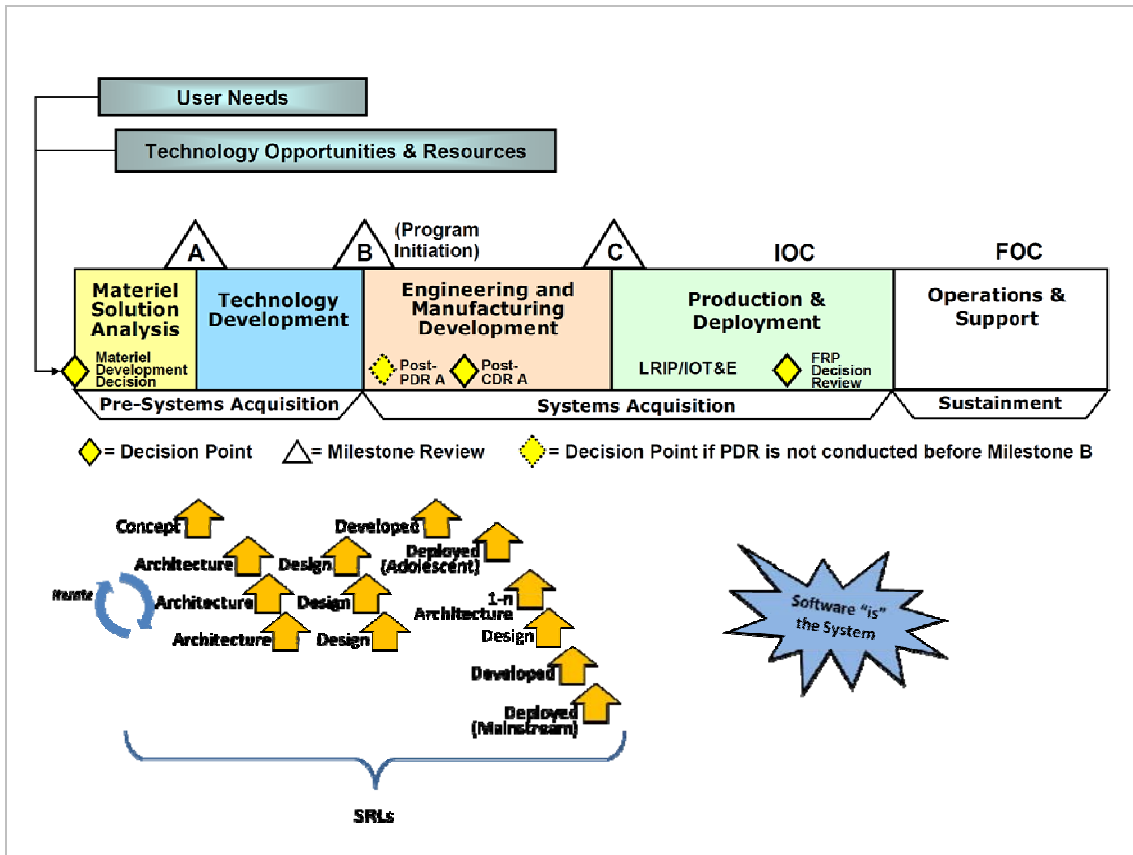 User Needs
Technology Opportunities & Resources
A
B
(Program
Initiation)
C
IOC
FOC
Materiel
Solution
Analysis
Technology
Development
Engineering and
Manufacturing
Development
Production &
Deployment
Operations &
Support
Materiel
Development
Decision
Post-
PDR A
Post-
CDR A
LRIP/IOT&E
FRP
Decision
Review
Pre-Systems Acquisition
Systems Acquisition
Sustainment
= Decision Point
= Milestone Review
= Decision Point if PDR is not conducted before Milestone B
Concept
Developed
Architecture
Design
Deployed
(Adolescent)
Iterate
Architecture
Design
1-n
Architecture
Architecture
Design
Design
Developed
Deployed
(Mainstream)
SRLs
Software “is”
the System